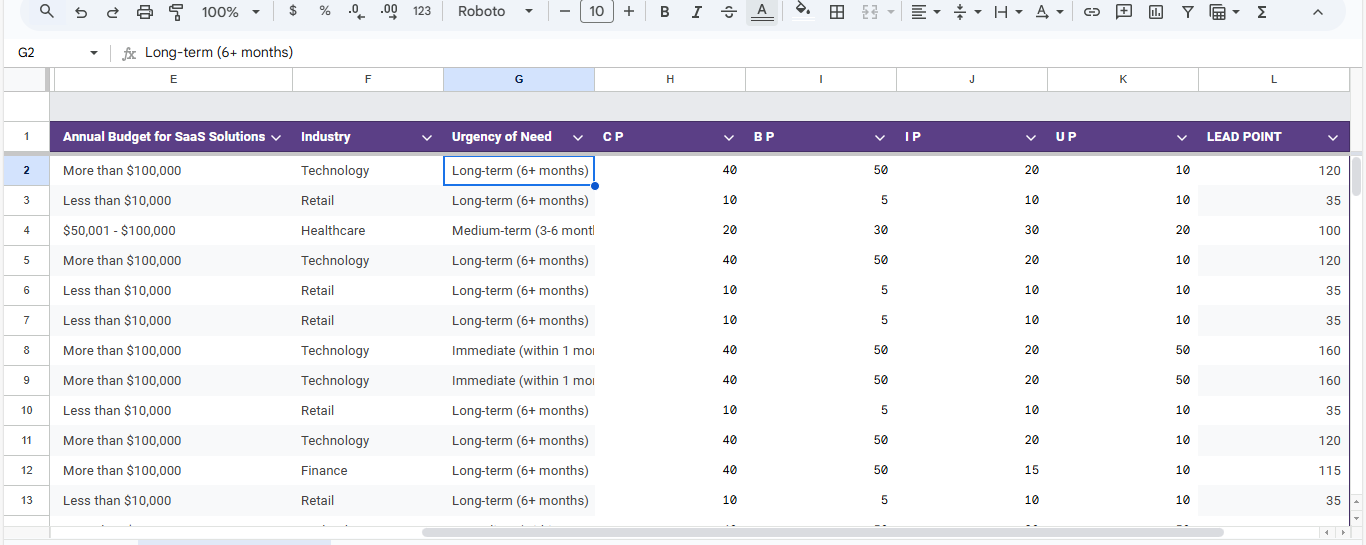 100% $ % .0 .00 123 Roboto 10 B I A
G2 fx Long-term (6+ months)
E F G H I J K L
1 Annual Budget for SaaS Solutions Industry Urgency of Need C P B P I P U P LEAD POINT
2 More than $100,000 Technology Long-term (6+ months) 40 50 20 10 120
3 Less than $10,000 Retail Long-term (6+ months) 10 5 10 10 35
4 $50,001 - $100,000 Healthcare Medium-term (3-6 mont 20 30 30 20 100
5 More than $100,000 Technology Long-term (6+ months) 40 50 20 10 120
6 Less than $10,000 Retail Long-term (6+ months) 10 5 10 10 35
7 Less than $10,000 Retail Long-term (6+ months) 10 5 10 10 35
8 More than $100,000 Technology Immediate (within 1 mo 40 50 20 50 160
9 More than $100,000 Technology Immediate (within 1 mo 40 50 20 50 160
10 Less than $10,000 Retail Long-term (6+ months) 10 5 10 10 35
11 More than $100,000 Technology Long-term (6+ months) 40 50 20 10 120
12 More than $100,000 Finance Long-term (6+ months) 40 50 15 10 115
13 Less than $10,000 Retail Long-term (6+ months) 10 5 10 10 35